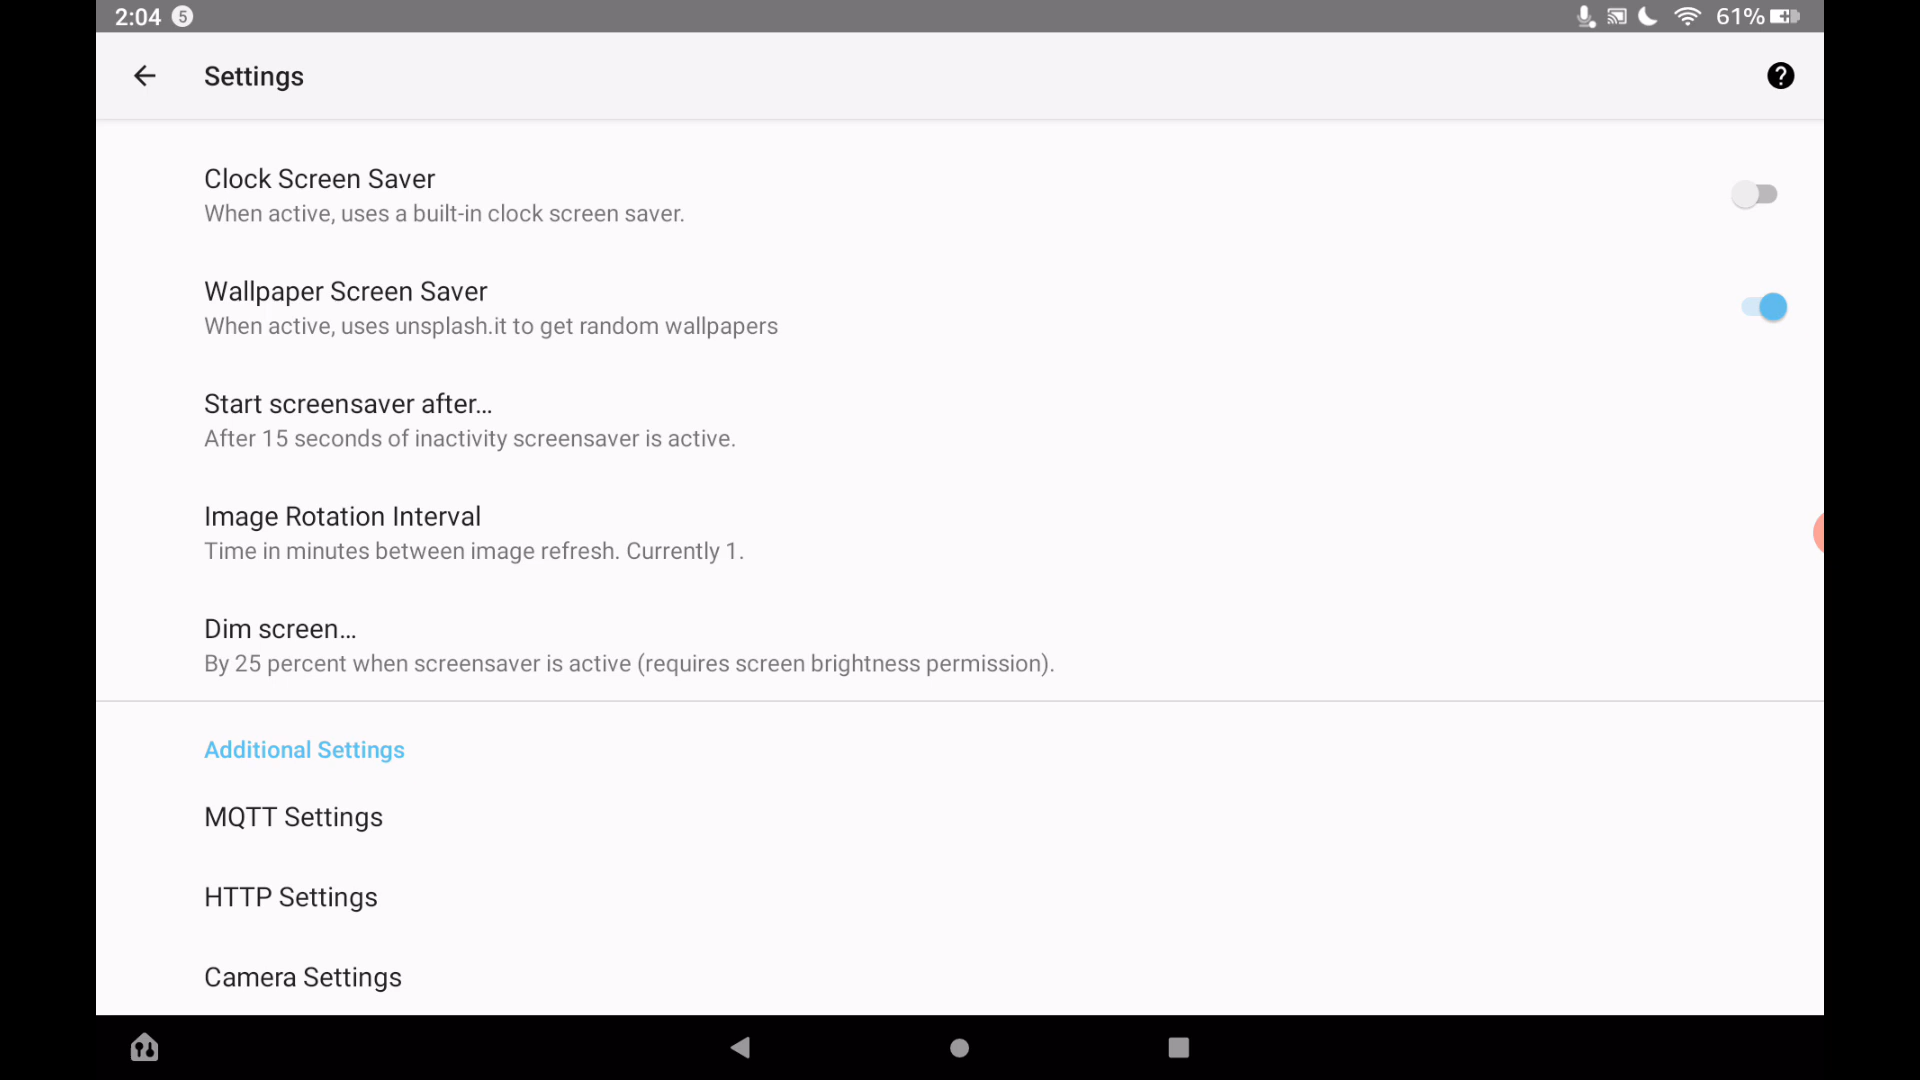 2:04 5 61%
Settings ?
Clock Screen Saver
When active, uses a built-in clock screen saver.
Wallpaper Screen Saver
When active, uses unsplash.it to get random wallpapers
Start screensaver after...
After 15 seconds of inactivity screensaver is active.
Image Rotation Interval
Time in minutes between image refresh. Currently 1.
Dim screen...
By 25 percent when screensaver is active (requires screen brightness permission).
Additional Settings
MQTT Settings
HTTP Settings
Camera Settings